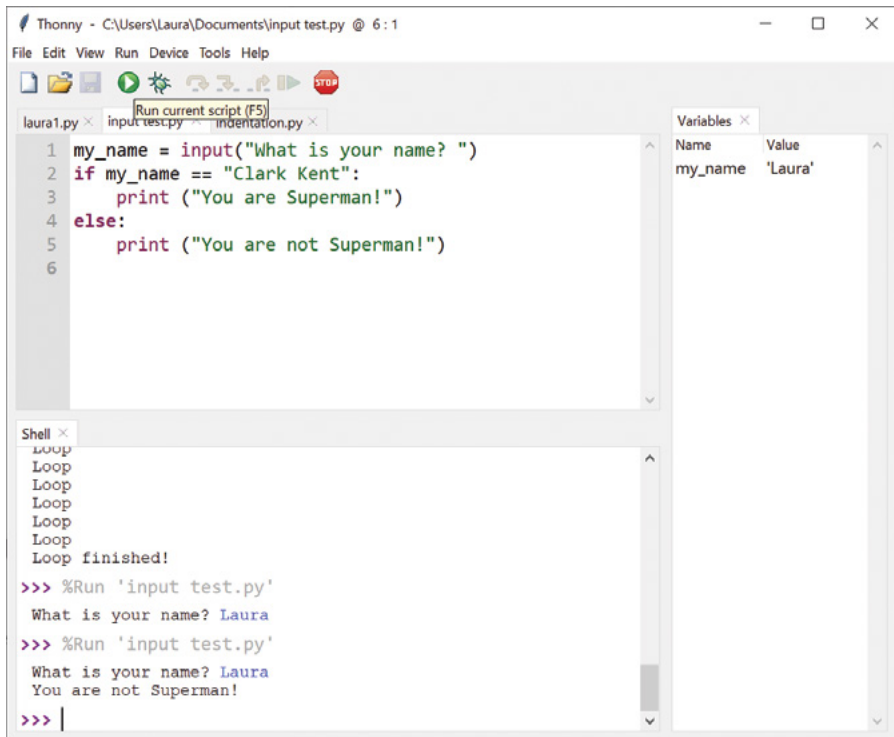 Thonny - C:\Users\Laura\Documents\input test.py @ 6 : 1
File Edit View Run Device Tools Help
STOP
Run current script (F5)
laura1.py × input test.py × indentation.py ×
1 my_name = input("What is your name? ")
2 if my_name == "Clark Kent":
3     print ("You are Superman!")
4 else:
5     print ("You are not Superman!")
6
Variables ×
Name Value
my_name 'Laura'
Shell ×
Loop
Loop
Loop
Loop
Loop
Loop
Loop finished!
>>> %Run 'input test.py'
What is your name? Laura
>>> %Run 'input test.py'
What is your name? Laura
You are not Superman!
>>>